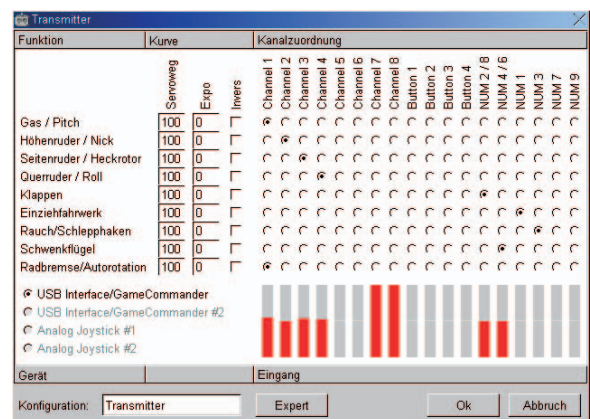 Transmitter
Funktion Kurve Kanalzuordnung
Servoweg Expo Invers Channel 1 Channel 2 Channel 3 Channel 4 Channel 5 Channel 6 Channel 7 Channel 8 Button 1 Button 2 Button 3 Button 4 NUM 2 / 8 NUM 4 / 6 NUM 1 NUM 3 NUM 7 NUM 9
Gas / Pitch 100 0
Höhenruder / Nick 100 0
Seitenruder / Heckrotor 100 0
Querruder / Roll 100 0
Klappen 100 0
Einziehfahrwerk 100 0
Rauch/Schlepphaken 100 0
Schwenkflügel 100 0
Radbremse/Autorotation 100 0
USB Interface/GameCommander
USB Interface/GameCommander #2
Analog Joystick #1
Analog Joystick #2
Gerät Eingang
Konfiguration: Transmitter Expert Ok Abbruch